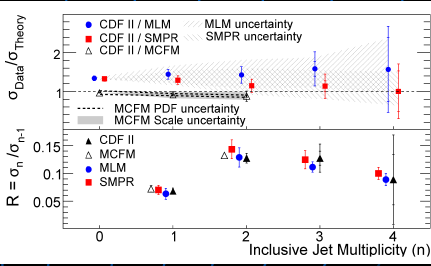 CDF II / MLM
MLM uncertainty
CDF II / SMPR
SMPR uncertainty
CDF II / MCFM
σData/σTheory
2
1
MCFM PDF uncertainty
MCFM Scale uncertainty
R = σn /σn-1
CDF II
MCFM
MLM
SMPR
0.15
0.10
0.05
0 1 2 3 4
Inclusive Jet Multiplicity (n)